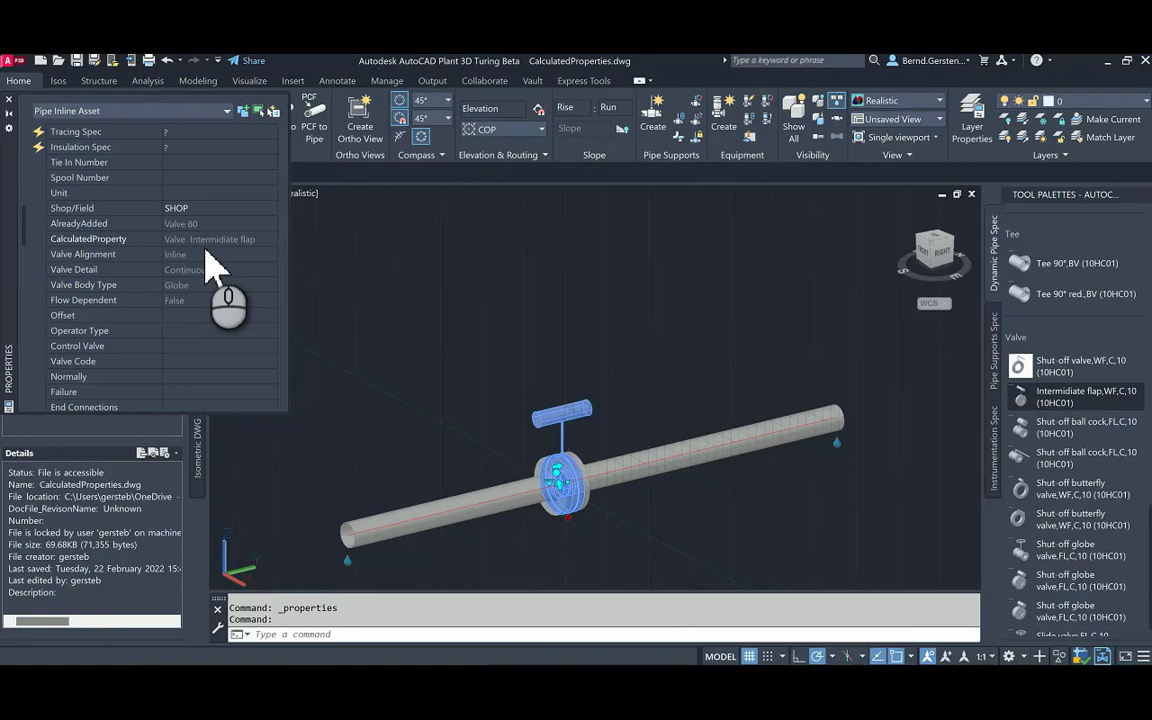 P3D
Share
Autodesk AutoCAD Plant 3D Turing Beta
CalculatedProperties.dwg
Type a keyword or phrase
Bernd.Gersten...
Home
Isos
Structure
Analysis
Modeling
Visualize
Insert
Annotate
Manage
Output
Collaborate
Vault
Express Tools
Pipe Inline Asset
PCF to
Pipe
Create
Ortho View
Ortho Views
45°
45°
Compass
Elevation
COP
Elevation & Routing
Rise
Run
Slope
Slope
Create
Pipe Supports
Create
Equipment
Show
All
Visibility
Realistic
Unsaved View
Single viewport
View
Layer
Properties
0
Make Current
Match Layer
Layers
Tracing Spec ?
Insulation Spec ?
Tie In Number
Spool Number
Unit
Shop/Field SHOP
AlreadyAdded Valve 80
CalculatedProperty Valve Intermidiate flap
Valve Alignment Inline
Valve Detail
Valve Body Type Globe
Flow Dependent False
Offset
Operator Type
Control Valve
Valve Code
Normally
Failure
End Connections
PROPERTIES
ealistic]
FRONT
RIGHT
S
WCS
Details
Status: File is accessible
Name: CalculatedProperties.dwg
File location: C:\Users\gersteb\OneDrive -
DocFile_RevisonName: Unknown
Number:
File is locked by user 'gersteb' on machine
File size: 69.68KB (71,355 bytes)
File creator: gersteb
Last saved: Tuesday, 22 February 2022 15:4
Last edited by: gersteb
Description:
Isometric DWG
Command: _properties
Command:
Type a command
MODEL
1:1
TOOL PALETTES - AUTOC...
Dynamic Pipe Spec
Pipe Supports Spec
Instrumentation Spec
Tee
Tee 90°,BV (10HC01)
Tee 90° red.,BV (10HC01)
Valve
Shut-off valve,WF,C,10
(10HC01)
Intermidiate flap,WF,C,10
(10HC01)
Shut-off ball cock,FL,C,10
(10HC01)
Shut-off ball cock,FL,C,10
(10HC01)
Shut-off butterfly
valve,WF,C,10 (10HC01)
Shut-off butterfly
valve,WF,C,10 (10HC01)
Shut-off globe
valve,FL,C,10 (10HC01)
Shut-off globe
valve,FL,C,10 (10HC01)
Shut-off globe
valve,FL,C,10 (10HC01)